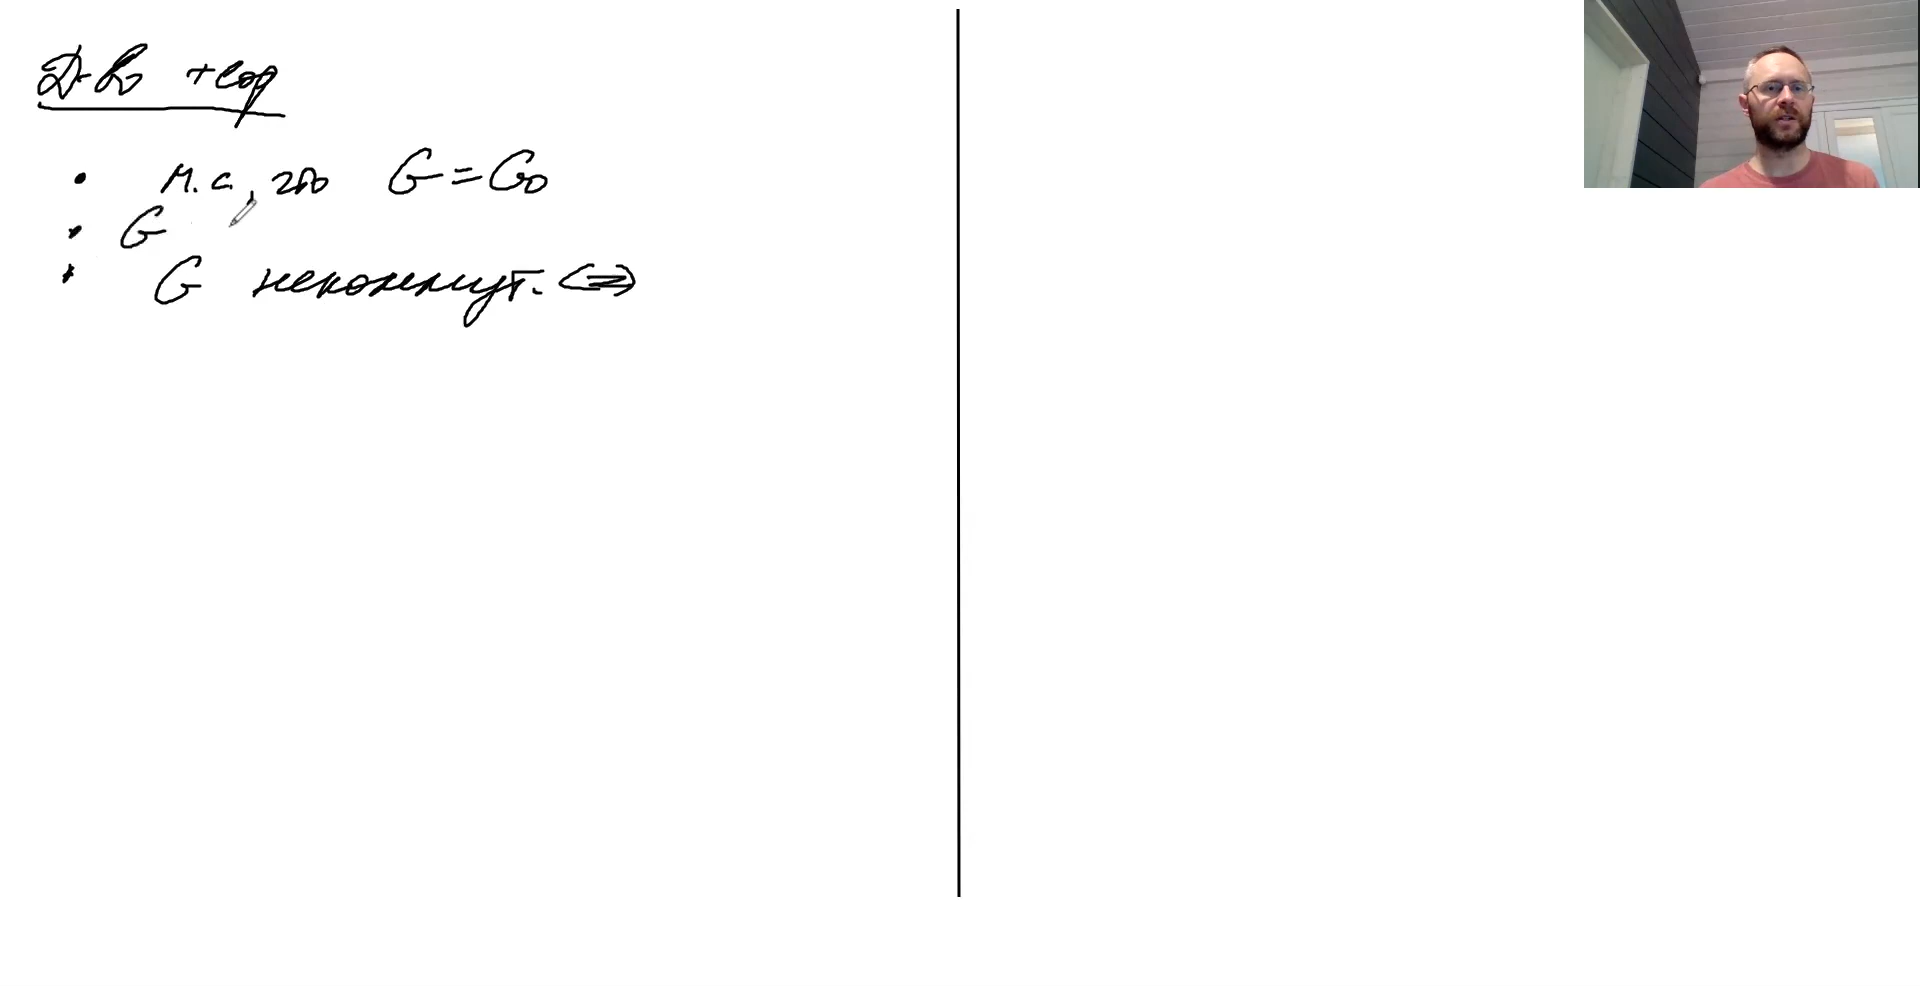 Д-во теор
• м.с., что G = G₀
• G
• G некоммут. ⇔